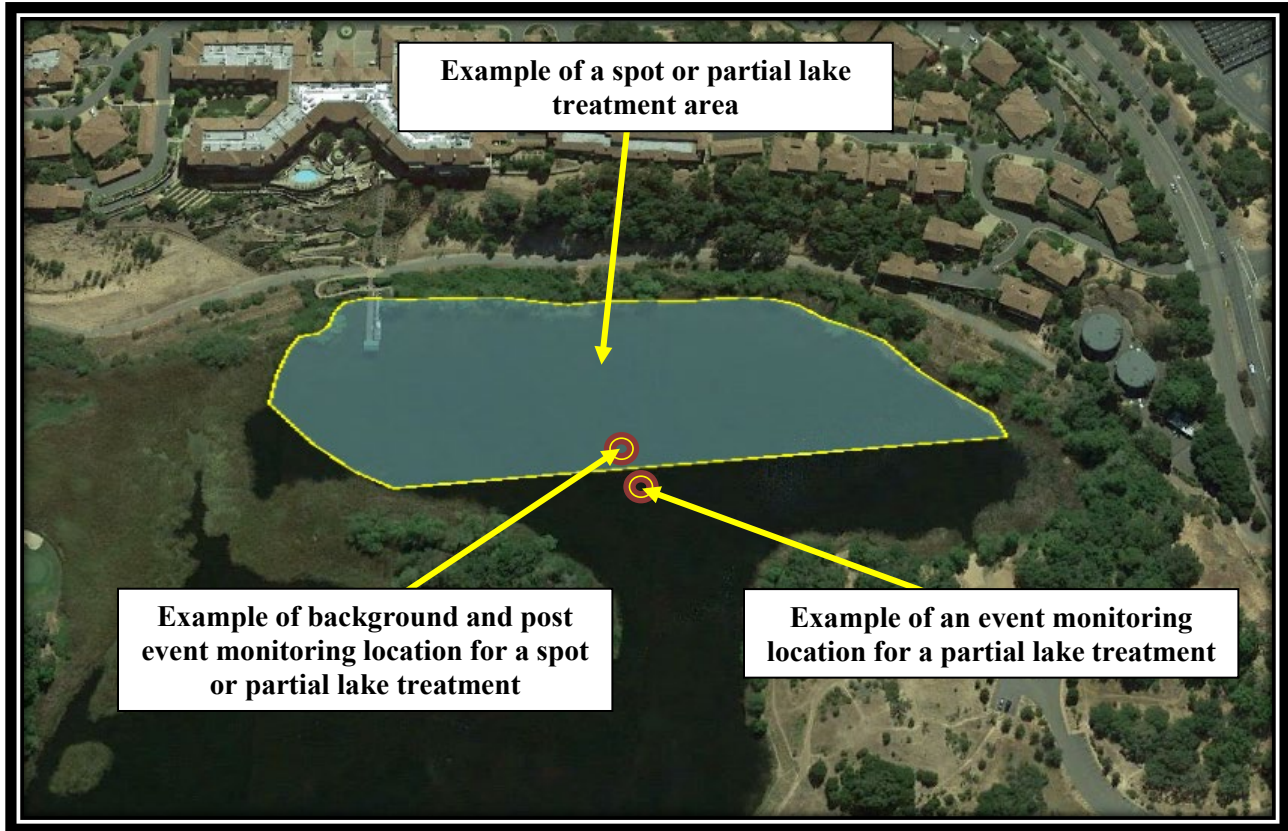 Example of a spot or partial lake
treatment area
Example of background and post
event monitoring location for a spot
or partial lake treatment
Example of an event monitoring
location for a partial lake treatment